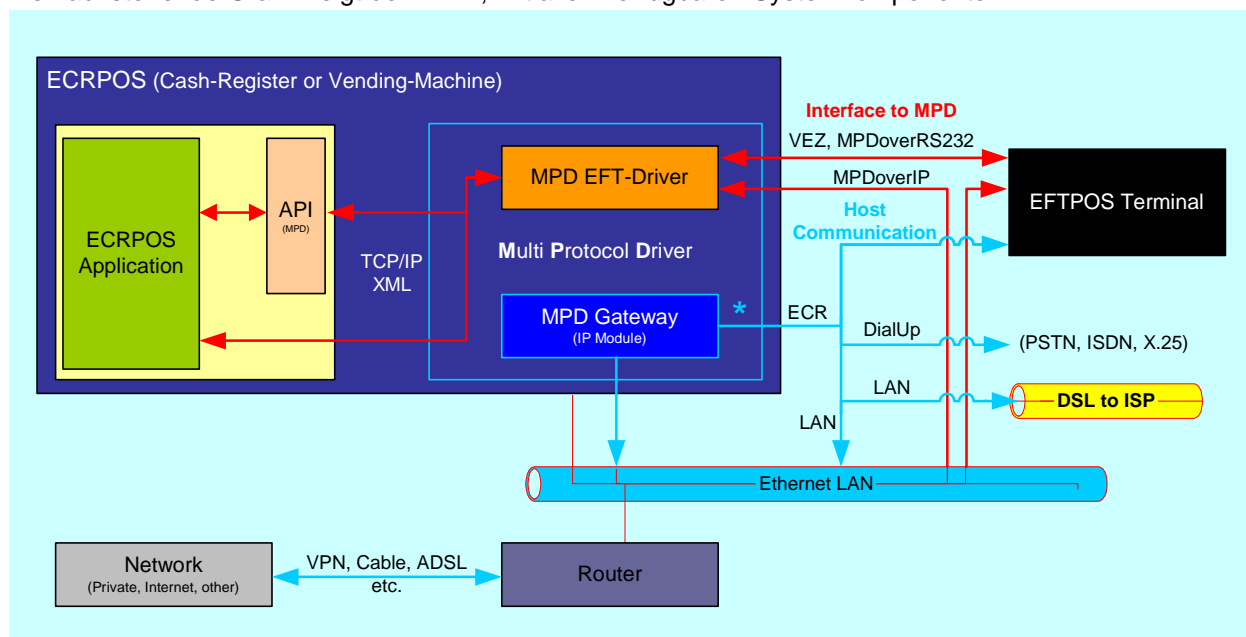 ECRPOS (Cash-Register or Vending-Machine)
Interface to MPD
VEZ, MPDoverRS232
MPD EFT-Driver
MPDoverIP
EFTPOS Terminal
API
(MPD)
Host
Communication
ECRPOS
Application
TCP/IP
XML
Multi Protocol Driver
MPD Gateway
(IP Module)
*
ECR
DialUp
(PSTN, ISDN, X.25)
LAN
DSL to ISP
LAN
Ethernet LAN
Network
(Private, Internet, other)
VPN, Cable, ADSL
etc.
Router